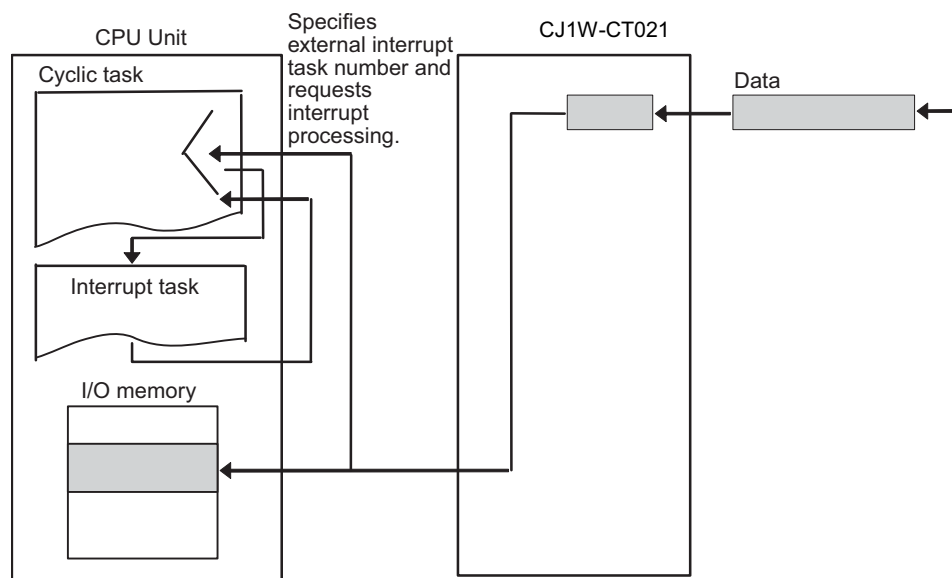 CPU Unit
Cyclic task
Specifies
external interrupt
task number and
requests
interrupt
processing.
CJ1W-CT021
Data
Interrupt task
I/O memory